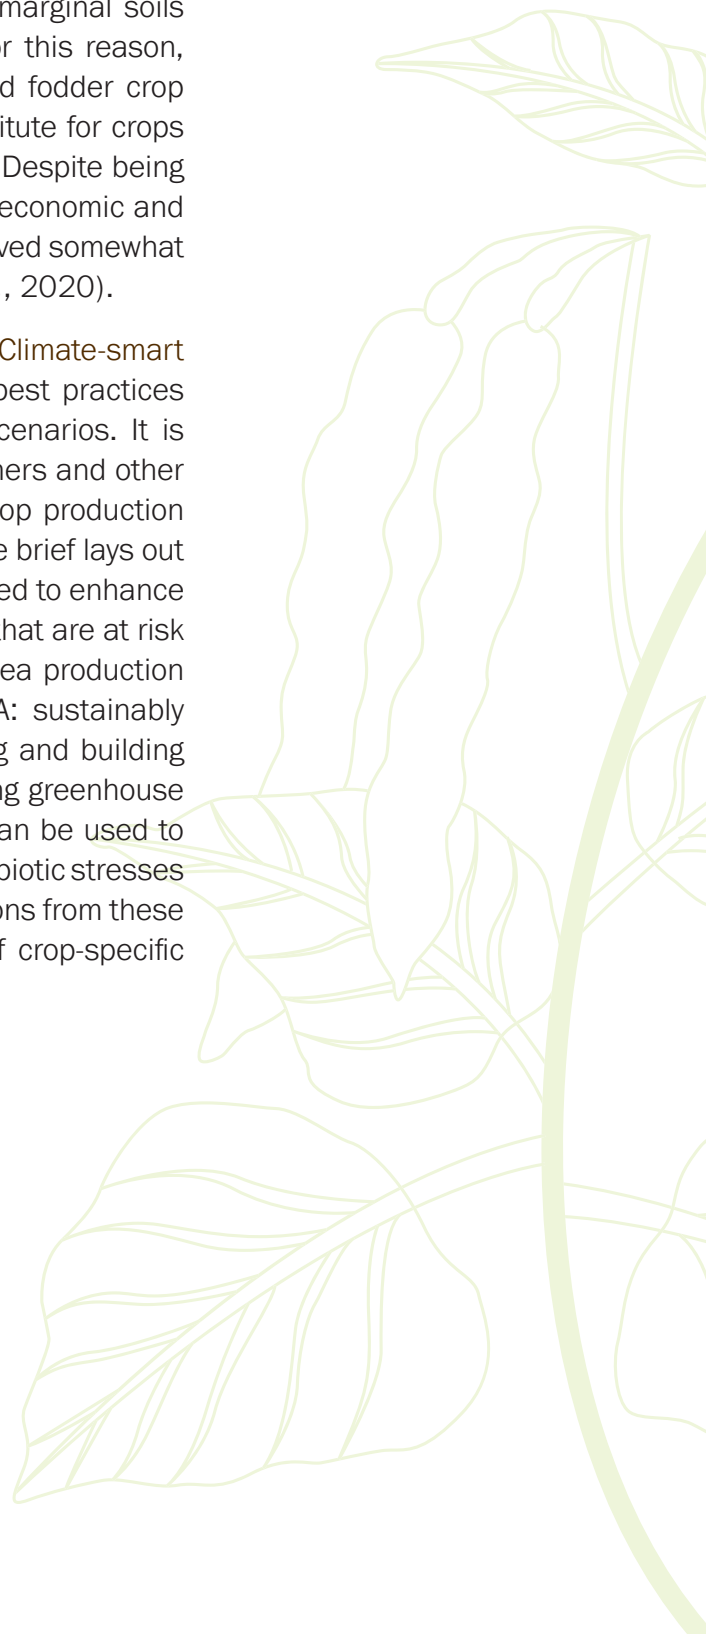 marginal soils
r this reason,
d fodder crop
itute for crops
Despite being
economic and
ved somewhat
, 2020).
Climate-smart
best practices
cenarios. It is
ners and other
op production
e brief lays out
ed to enhance
that are at risk
ea production
A: sustainably
g and building
ng greenhouse
an be used to
biotic stresses
ons from these
f crop-specific